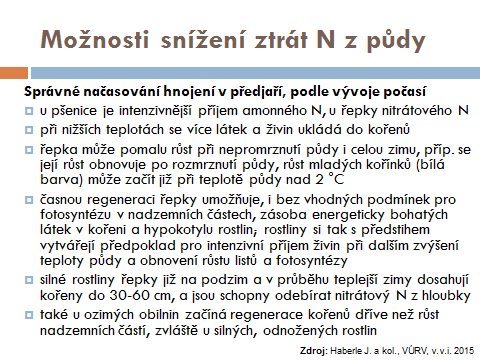 Možnosti snížení ztrát N z půdy
Správné načasování hnojení v předjaří, podle vývoje počasí
u pšenice je intenzivnější příjem amonného N, u řepky nitrátového N
při nižších teplotách se více látek a živin ukládá do kořenů
řepka může pomalu růst při nepromrznutí půdy i celou zimu, příp. se
její růst obnovuje po rozmrznutí půdy, růst mladých kořínků (bílá
barva) může začít již při teplotě půdy nad 2 °C
časnou regeneraci řepky umožňuje, i bez vhodných podmínek pro
fotosyntézu v nadzemních částech, zásoba energeticky bohatých
látek v kořeni a hypokotylu rostlin; rostliny si tak s předstihem
vytvářejí předpoklad pro intenzivní příjem živin při dalším zvýšení
teploty půdy a obnovení růstu listů a fotosyntézy
silné rostliny řepky již na podzim a v průběhu teplejší zimy dosahují
kořeny do 30-60 cm, a jsou schopny odebírat nitrátový N z hloubky
také u ozimých obilnin začíná regenerace kořenů dříve než růst
nadzemních částí, zvláště u silných, odnožených rostlin
Zdroj: Haberle J. a kol., VÚRV, v.v.i. 2015